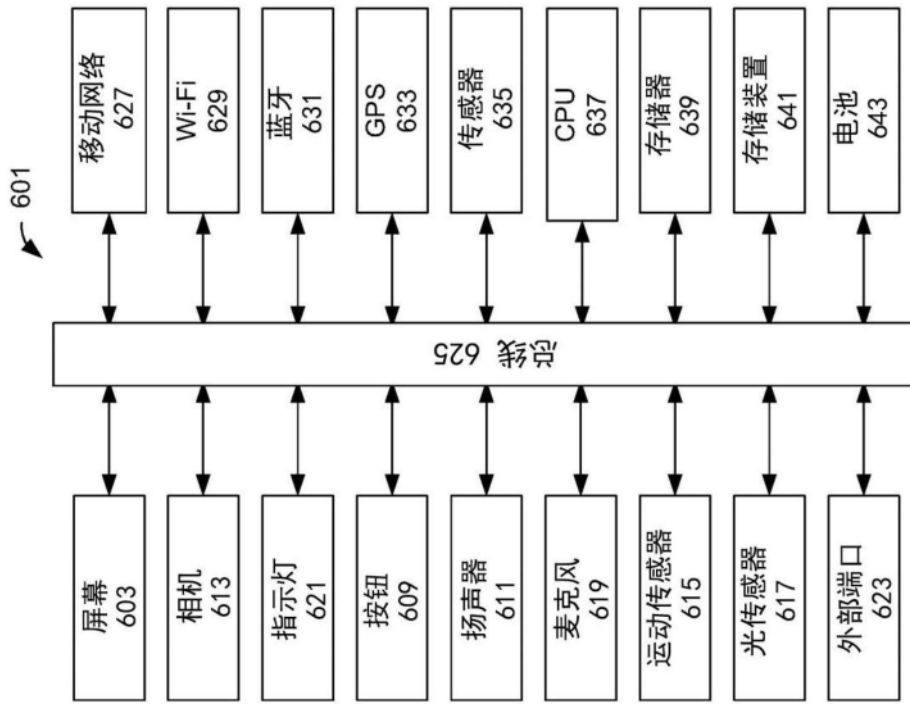 601
移动网络
627
Wi-Fi
629
蓝牙
631
GPS
633
传感器
635
CPU
637
存储器
639
存储装置
641
电池
643
总线 625
屏幕
603
相机
613
指示灯
621
按钮
609
扬声器
611
麦克风
619
运动传感器
615
光传感器
617
外部端口
623